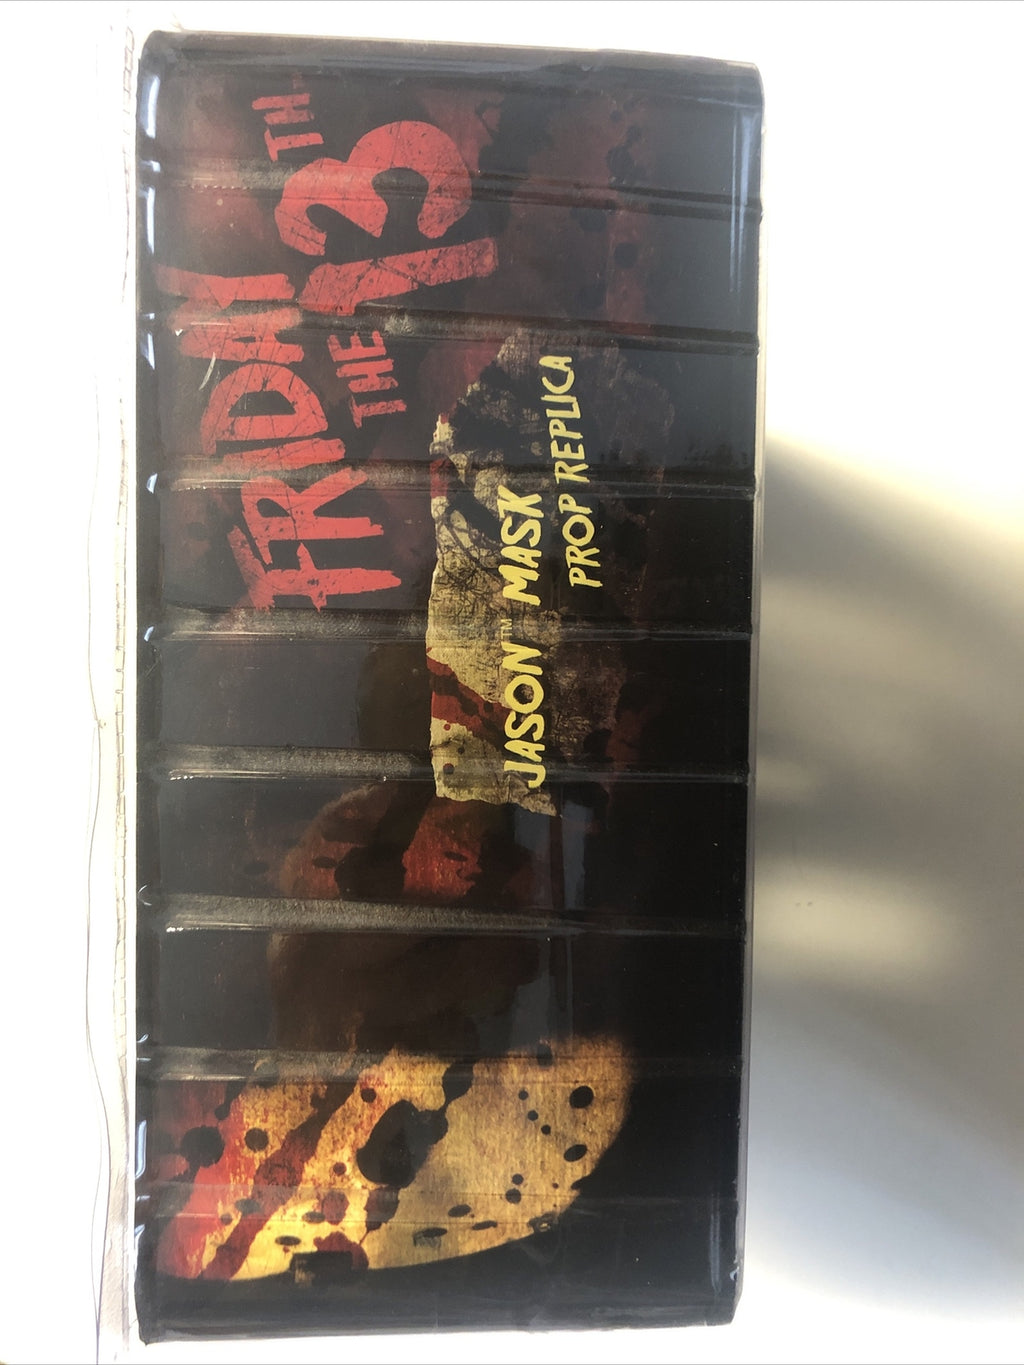 FRIDAY
THE 13TH
JASON™ MASK
PROP REPLICA